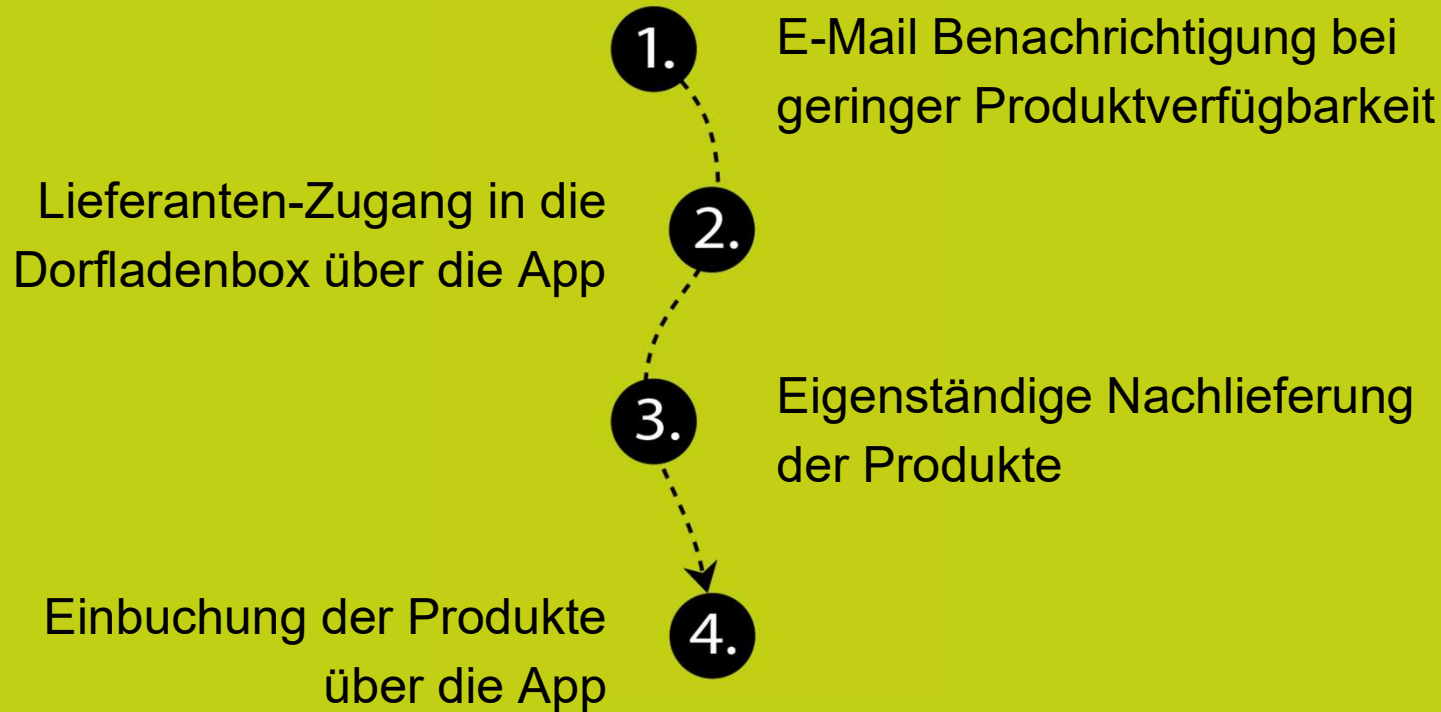 1.
E-Mail Benachrichtigung bei
geringer Produktverfügbarkeit
Lieferanten-Zugang in die
Dorfladenbox über die App
2.
3.
Eigenständige Nachlieferung
der Produkte
Einbuchung der Produkte
über die App
4.